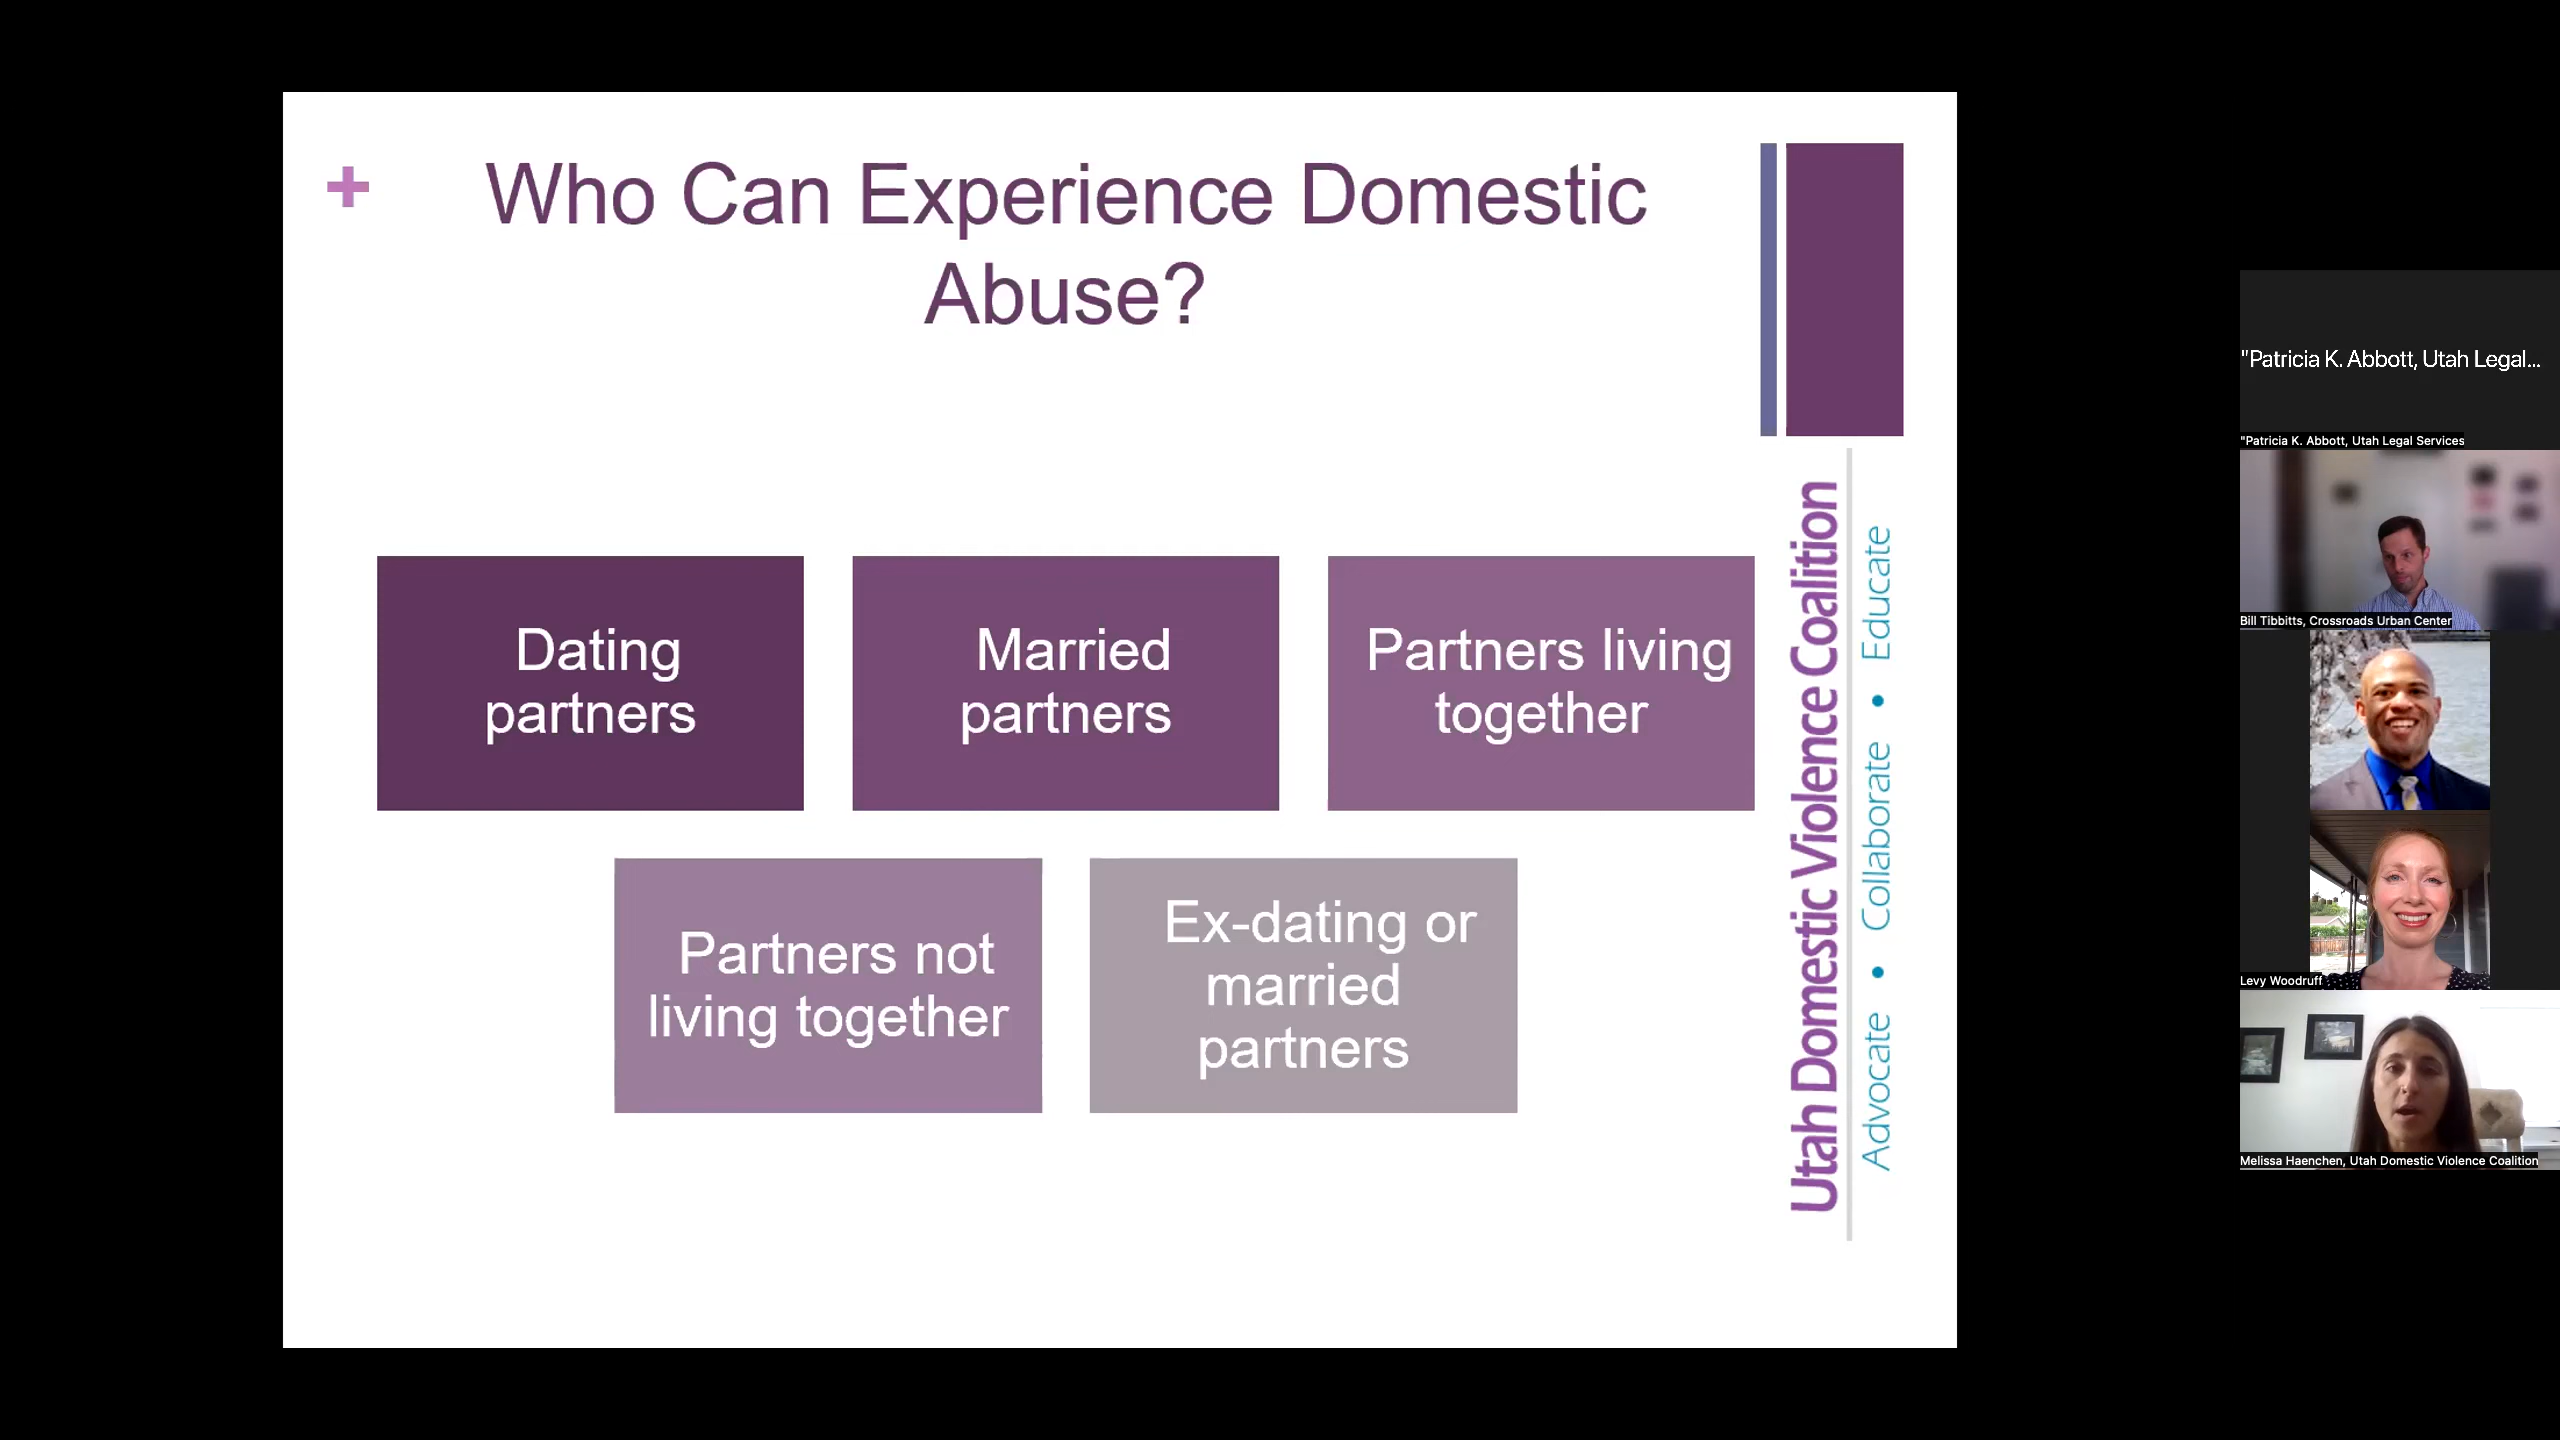 +
Who Can Experience Domestic
Abuse?
Dating
partners
Married
partners
Partners living
together
Partners not
living together
Ex-dating or
married
partners
Utah Domestic Violence Coalition
Advocate • Collaborate • Educate
"Patricia K. Abbott, Utah Legal...
"Patricia K. Abbott, Utah Legal Services
Bill Tibbitts, Crossroads Urban Center
Levy Woodruff
Melissa Haenchen, Utah Domestic Violence Coalition